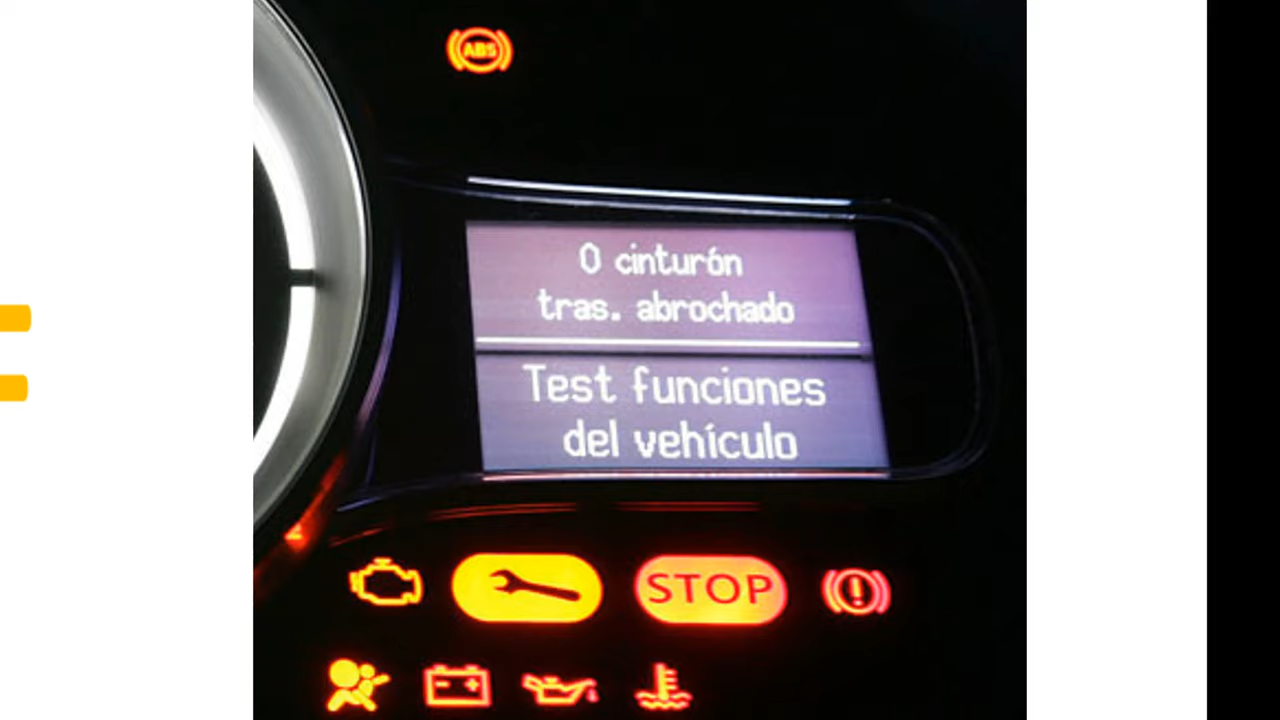 ABS
0 cinturón
tras. abrochado
Test funciones
del vehículo
STOP